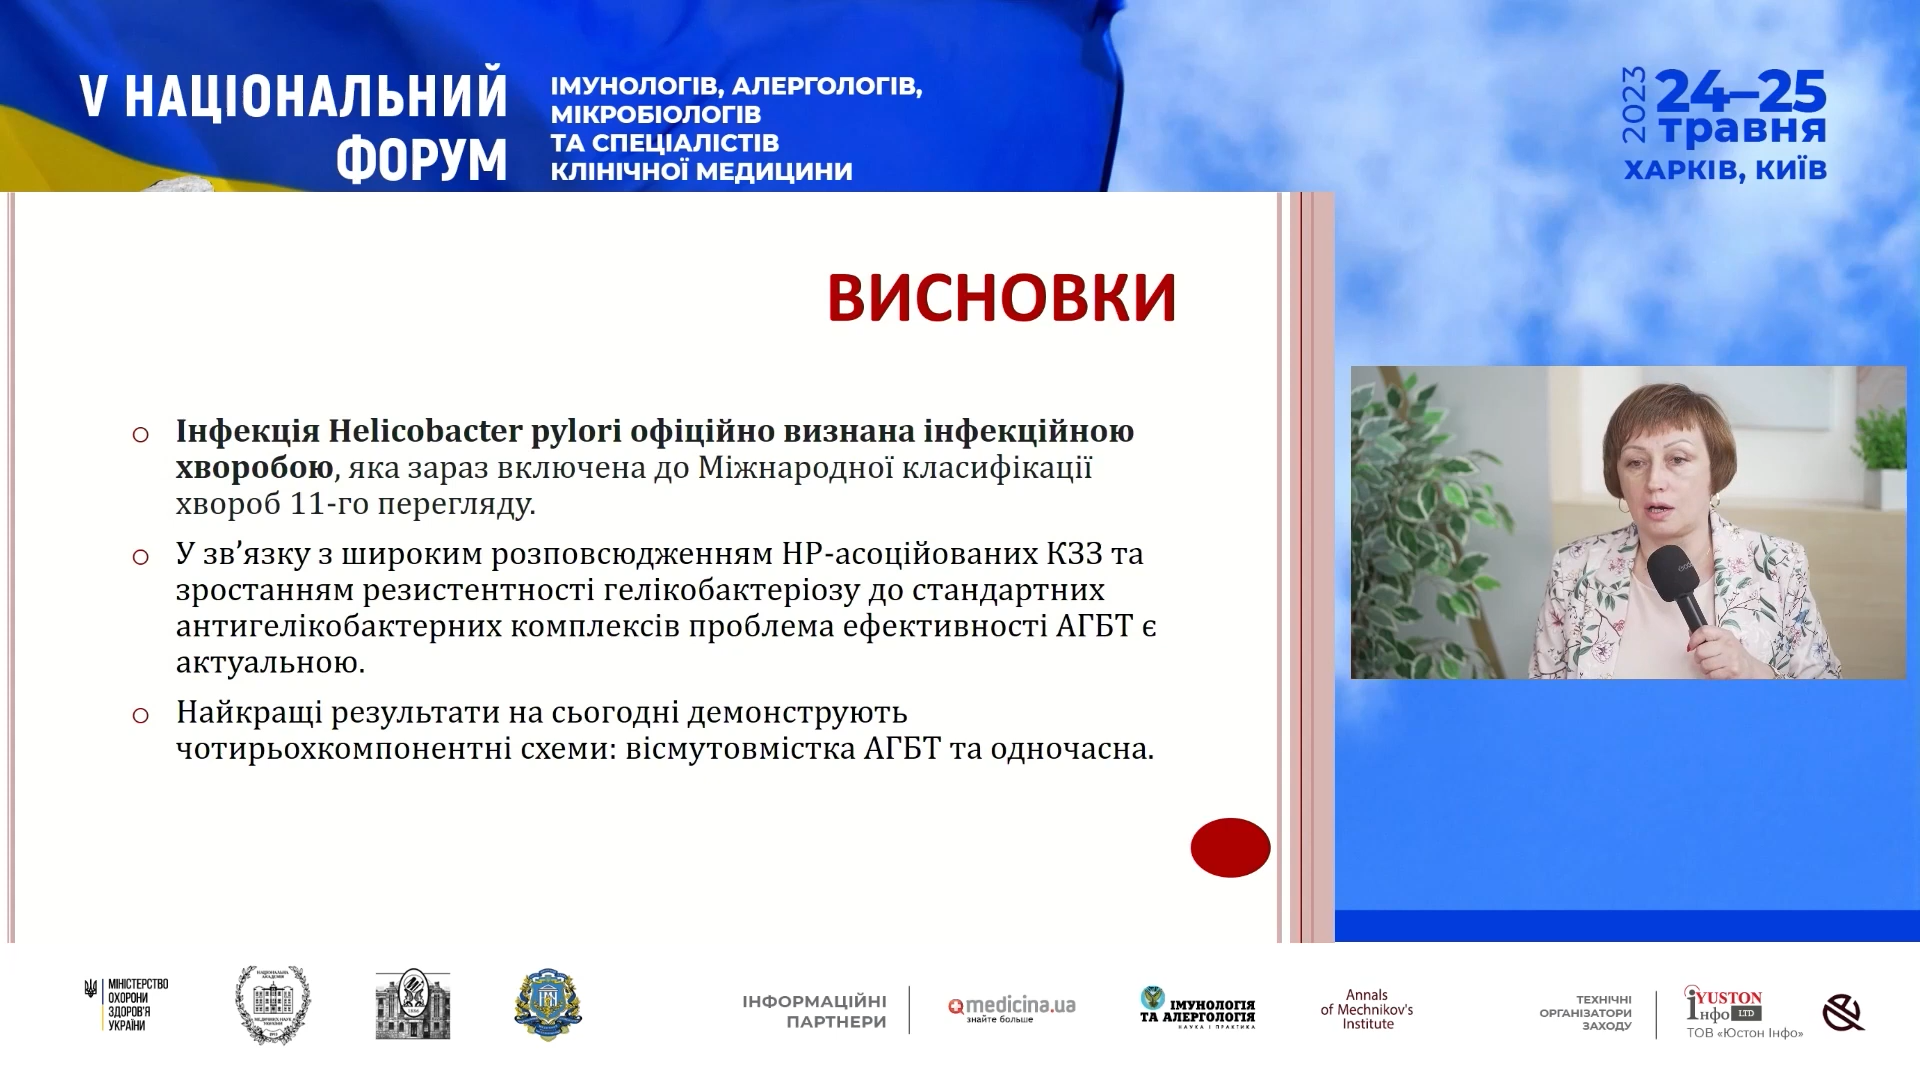 V НАЦІОНАЛЬНИЙ
ФОРУМ
ІМУНОЛОГІВ, АЛЕРГОЛОГІВ,
МІКРОБІОЛОГІВ
ТА СПЕЦІАЛІСТІВ
КЛІНІЧНОЇ МЕДИЦИНИ
2023
24–25
травня
ХАРКІВ, КИЇВ
ВИСНОВКИ
Інфекція Helicobacter pylori офіційно визнана інфекційною
хворобою, яка зараз включена до Міжнародної класифікації
хвороб 11-го перегляду.
У зв’язку з широким розповсюдженням НР-асоційованих КЗЗ та
зростанням резистентності гелікобактеріозу до стандартних
антигелікобактерних комплексів проблема ефективності АГБТ є
актуальною.
Найкращі результати на сьогодні демонструють
чотирьохкомпонентні схеми: вісмутовмістка АГБТ та одночасна.
МІНІСТЕРСТВО
ОХОРОНИ
ЗДОРОВ'Я
УКРАЇНИ
ІНФОРМАЦІЙНІ
ПАРТНЕРИ
medicina.ua
знайте больше
ІМУНОЛОГІЯ
ТА АЛЕРГОЛОГІЯ
НАУКА І ПРАКТИКА
Annals
of Mechnikov's
Institute
ТЕХНІЧНІ
ОРГАНІЗАТОРИ
ЗАХОДУ
YUSTON
Інфо LTD
ТОВ «Юстон Інфо»